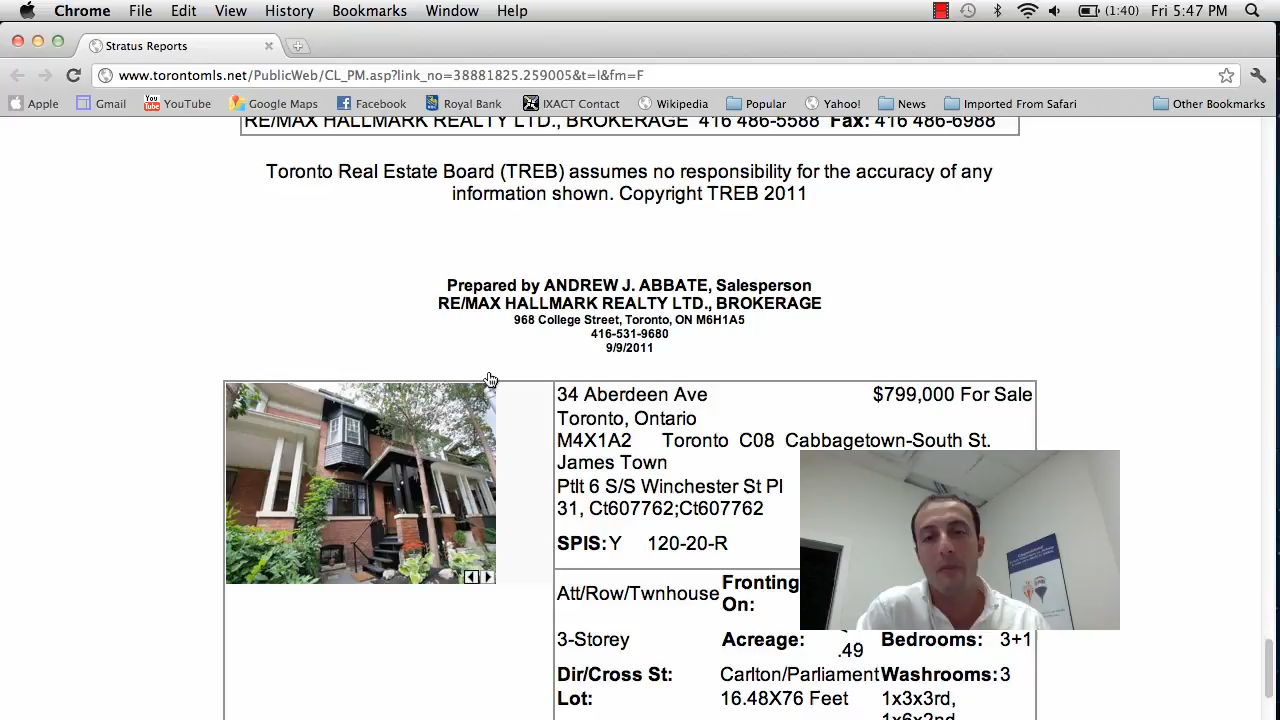 Chrome File Edit View History Bookmarks Window Help (1:40) Fri 5:47 PM
Stratus Reports
www.torontomls.net/PublicWeb/CL_PM.asp?link_no=38881825.259005&t=l&fm=F
Apple Gmail YouTube Google Maps Facebook Royal Bank IXACT Contact Wikipedia Popular Yah! News Imported From Safari Other Bookmarks
RE/MAX HALLMARK REALTY LTD., BROKERAGE 416 486-5588 Fax: 416 486-6988
Toronto Real Estate Board (TREB) assumes no responsibility for the accuracy of any
information shown. Copyright TREB 2011
Prepared by ANDREW J. ABBATE, Salesperson
RE/MAX HALLMARK REALTY LTD., BROKERAGE
968 College Street, Toronto, ON M6H1A5
416-531-9680
9/9/2011
34 Aberdeen Ave $799,000 For Sale
Toronto, Ontario
M4X1A2 Toronto C08 Cabbagetown-South St.
James Town
Ptlt 6 S/S Winchester St Pl
31, Ct607762;Ct607762
SPIS: Y 120-20-R
Att/Row/Twnhouse Fronting
On:
3-Storey Acreage: .49 Bedrooms: 3+1
Dir/Cross St: Carlton/Parliament Washrooms: 3
Lot: 16.48X76 Feet 1x3x3rd,
1x6x2nd